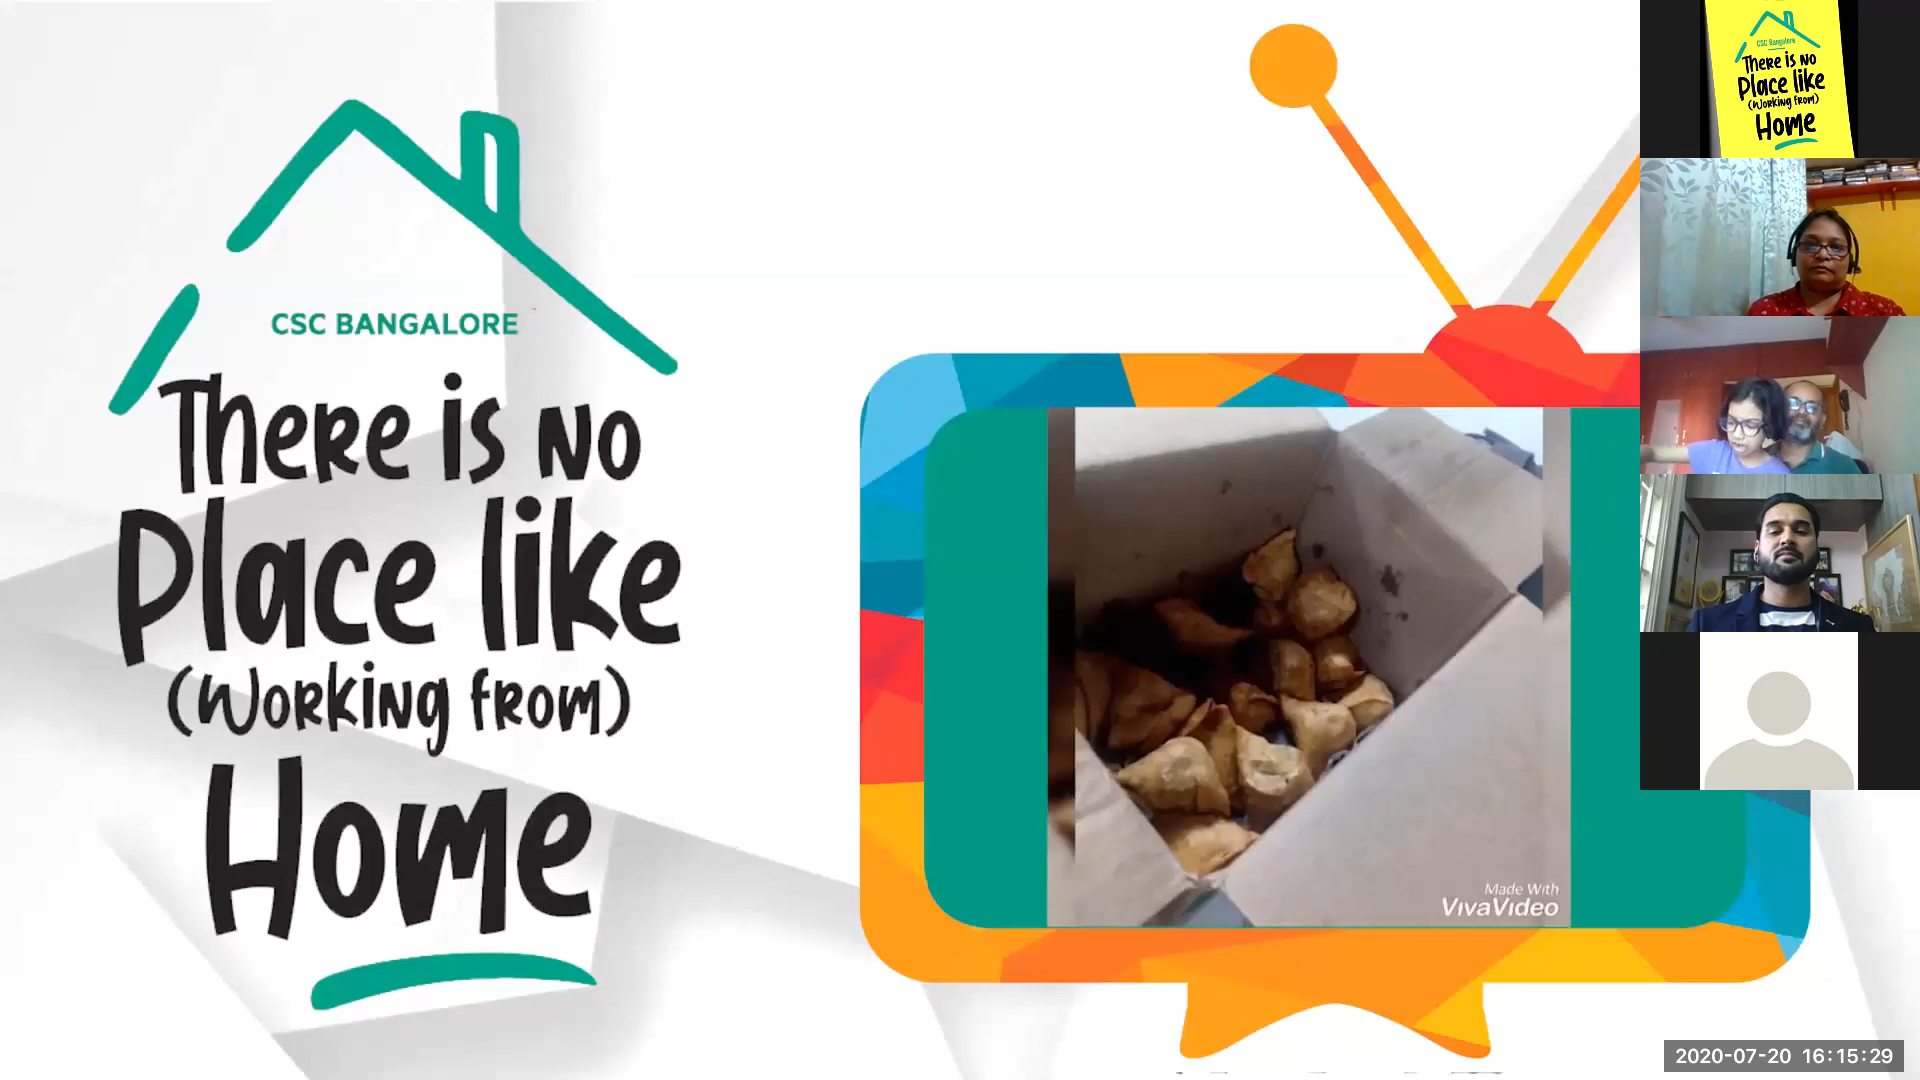 CSC BANGALORE
There is no
Place like
(Working from)
Home
Made With
VivaVideo
CSC Bangalore
There is no
Place like
(Working from)
Home
2020-07-20 16:15:29